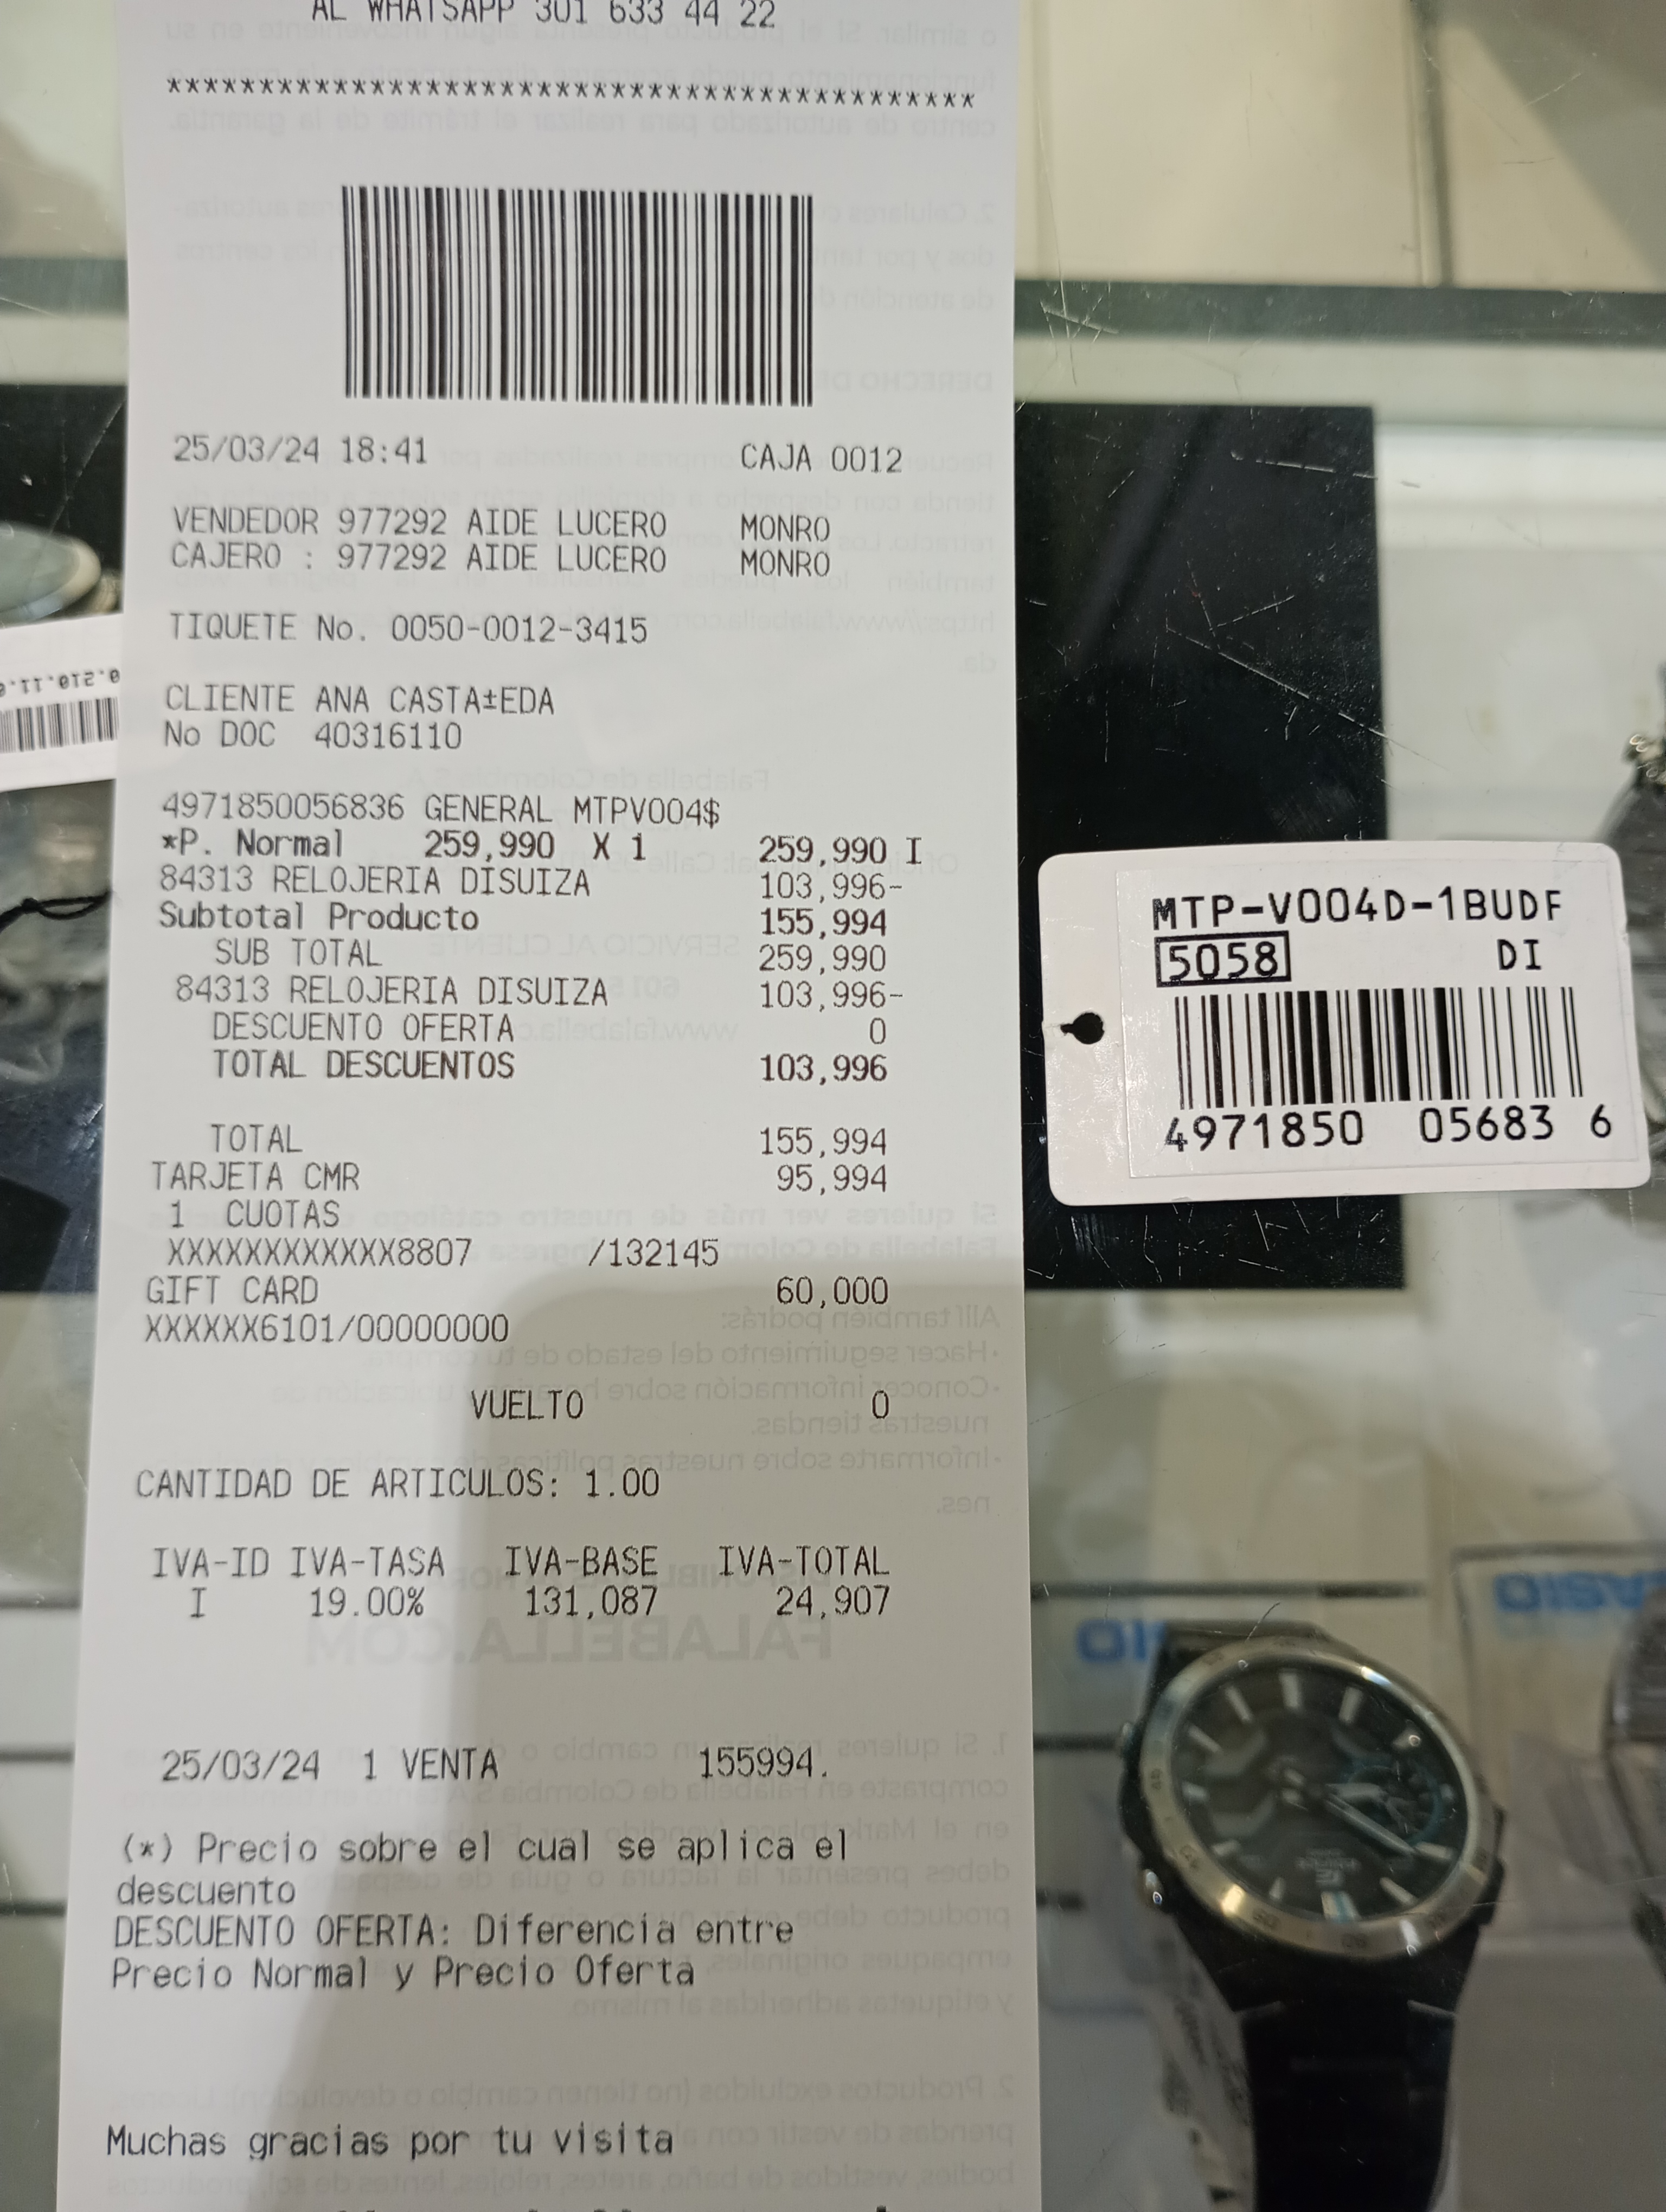 AL WHATSAPP 301 633 44 22
********************************************
25/03/24 18:41 CAJA 0012
VENDEDOR 977292 AIDE LUCERO MONRO
CAJERO : 977292 AIDE LUCERO MONRO
TIQUETE No. 0050-0012-3415
CLIENTE ANA CASTA±EDA
No DOC 40316110
4971850056836 GENERAL MTPV004$
*P. Normal 259,990 X 1 259,990 I
84313 RELOJERIA DISUIZA 103,996-
Subtotal Producto 155,994
SUB TOTAL 259,990
84313 RELOJERIA DISUIZA 103,996-
DESCUENTO OFERTA 0
TOTAL DESCUENTOS 103,996
TOTAL 155,994
TARJETA CMR 95,994
1 CUOTAS
XXXXXXXXXXXX8807 /132145
GIFT CARD 60,000
XXXXXX6101/00000000
VUELTO 0
CANTIDAD DE ARTICULOS: 1.00
IVA-ID IVA-TASA IVA-BASE IVA-TOTAL
I 19.00% 131,087 24,907
25/03/24 1 VENTA 155994.
(*) Precio sobre el cual se aplica el
descuento
DESCUENTO OFERTA: Diferencia entre
Precio Normal y Precio Oferta
Muchas gracias por tu visita
MTP-V004D-1BUDF
5058 DI
4971850 05683 6
CASIO